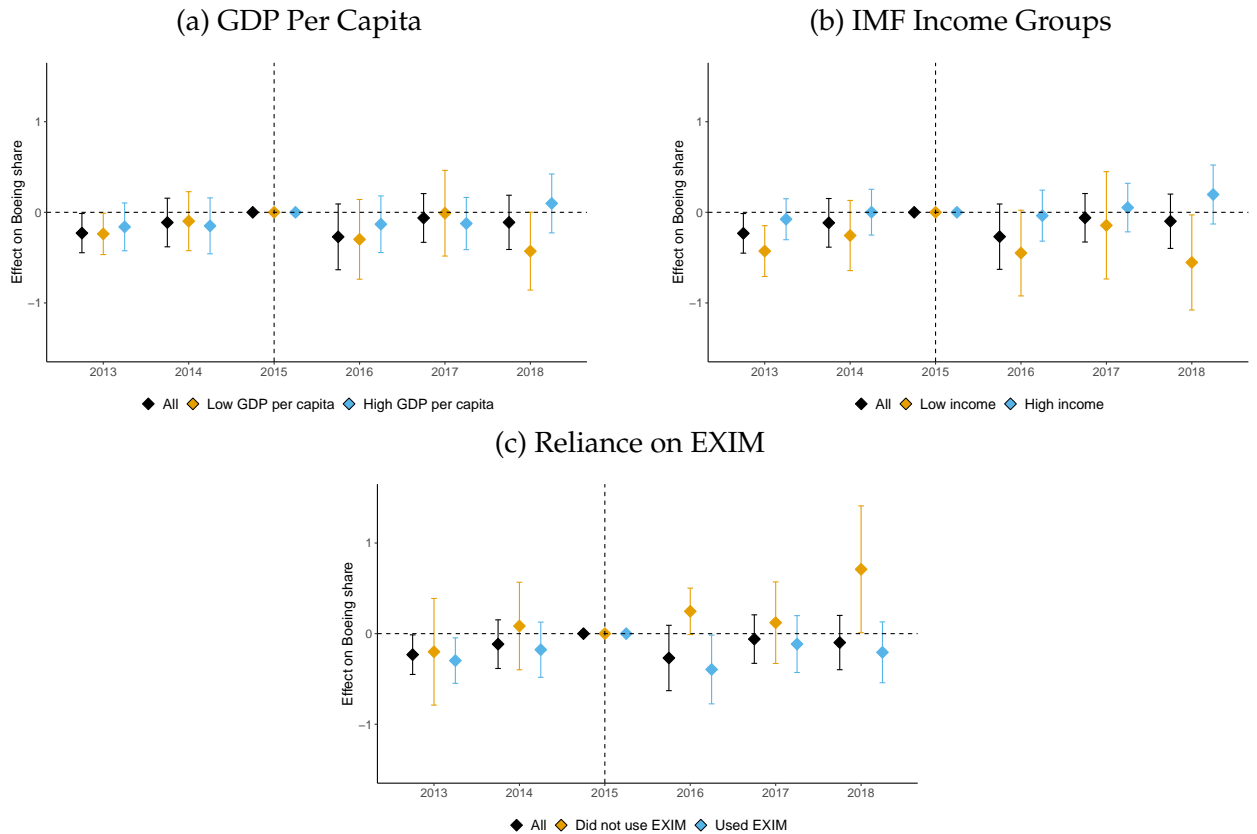 (a) GDP Per Capita
Effect on Boeing share
1
0
−1
2013 2014 2015 2016 2017 2018
All Low GDP per capita High GDP per capita
(b) IMF Income Groups
Effect on Boeing share
1
0
−1
2013 2014 2015 2016 2017 2018
All Low income High income
(c) Reliance on EXIM
Effect on Boeing share
1
0
−1
2013 2014 2015 2016 2017 2018
All Did not use EXIM Used EXIM